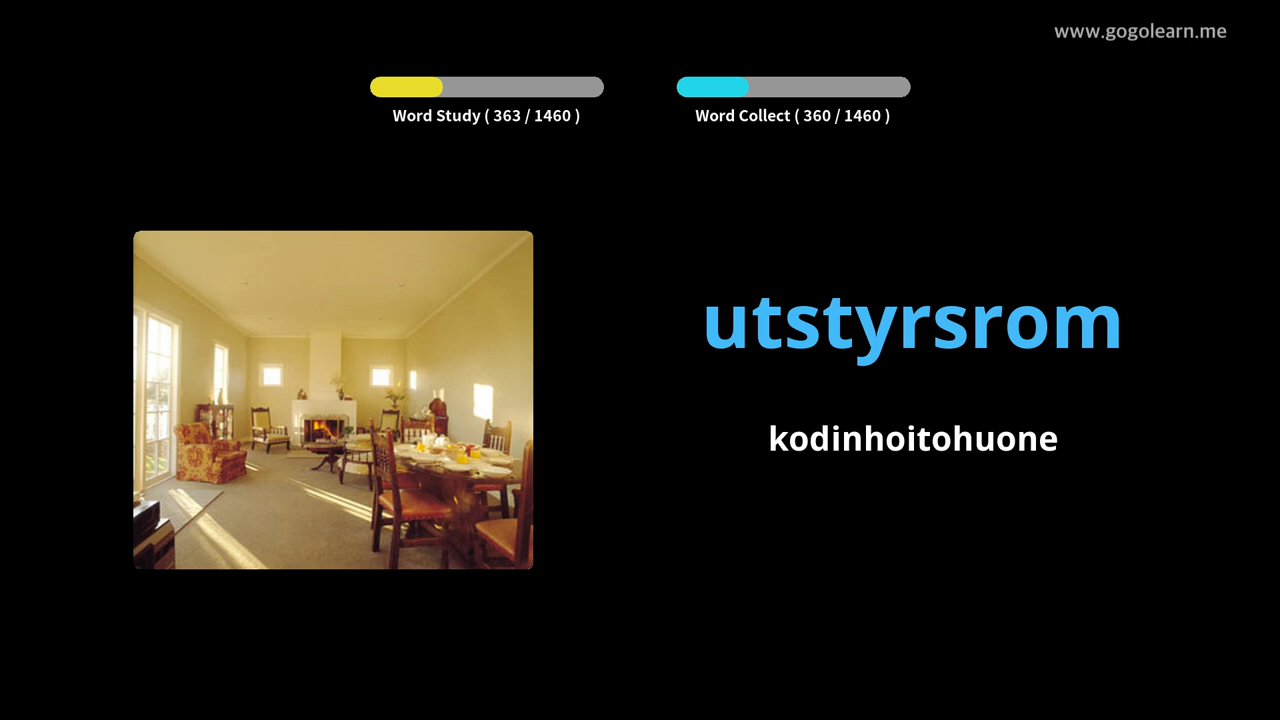 www.gogolearn.me
Word Study ( 363 / 1460 )
Word Collect ( 360 / 1460 )
utstyrsrom
kodinhoitohuone